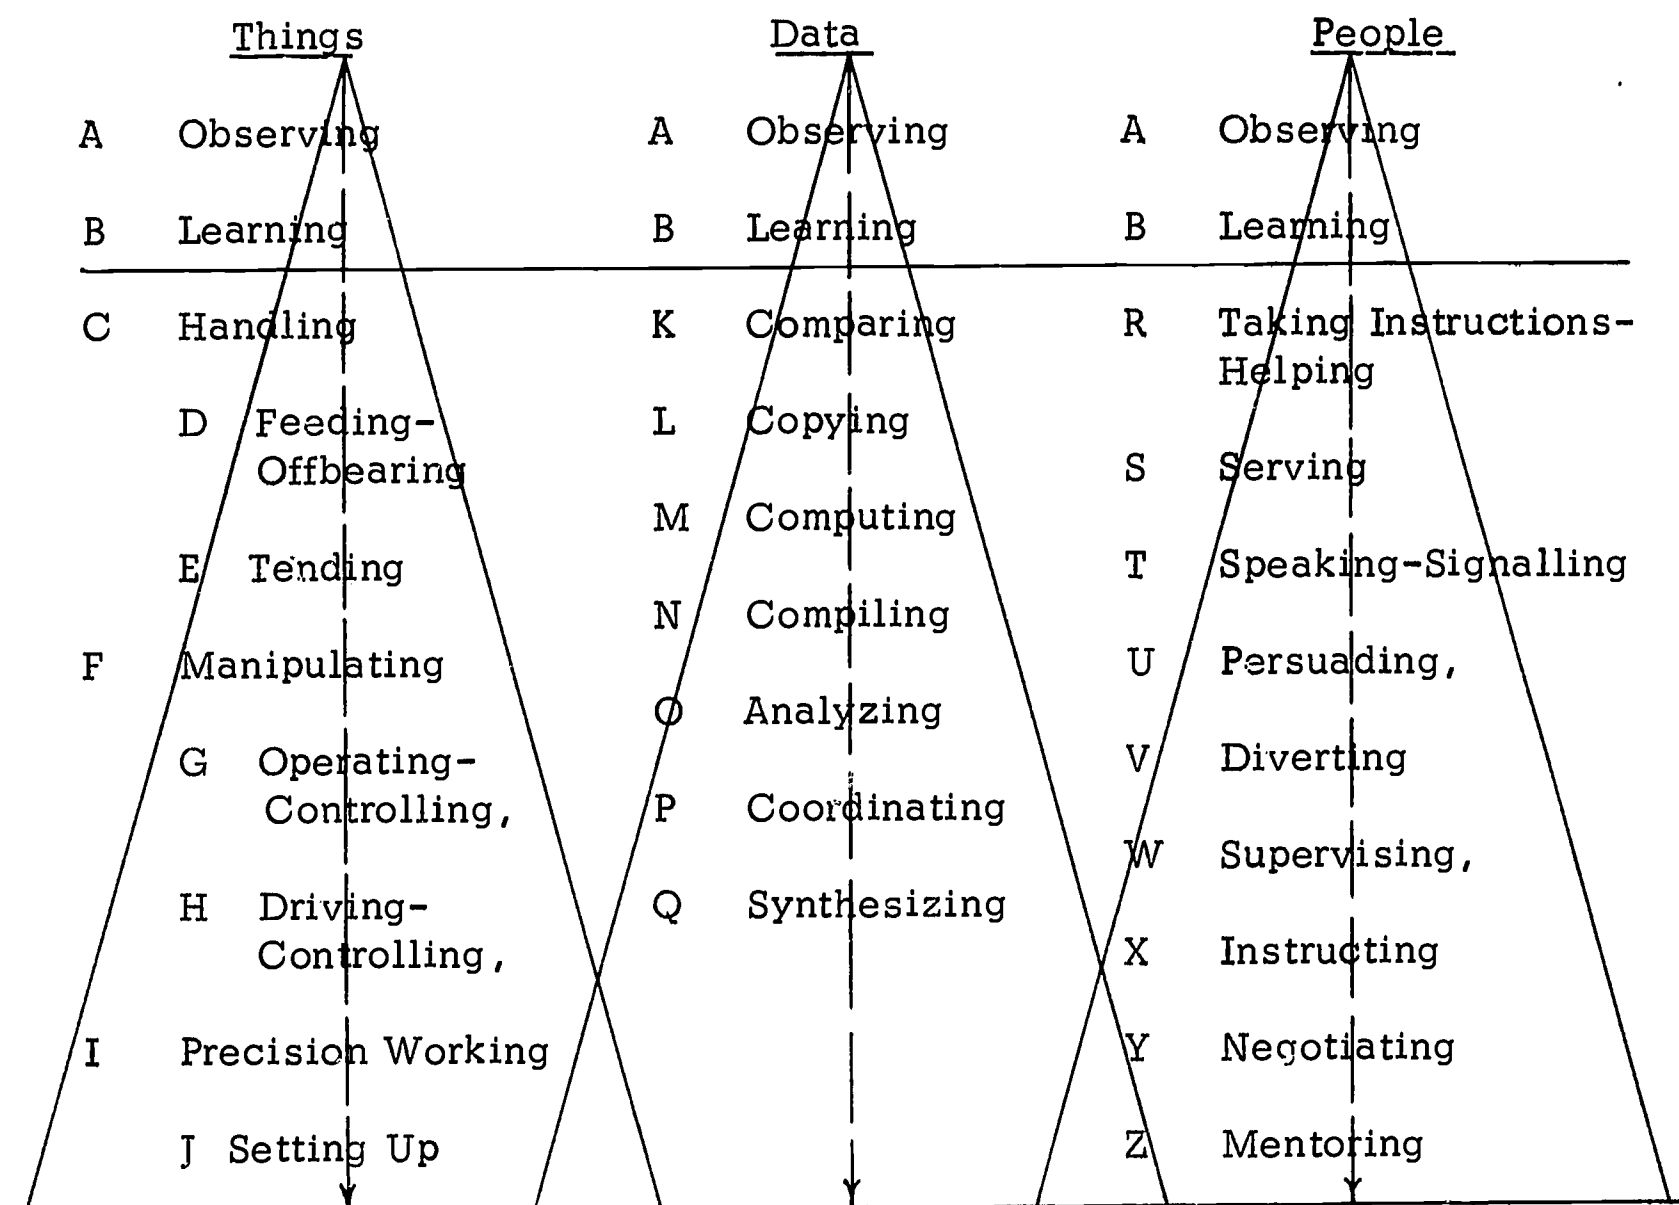 Things
A Observing
B Learning
C Handling
D Feeding-
Offbearing
E Tending
F Manipulating
G Operating-
Controlling,
H Driving-
Controlling,
I Precision Working
J Setting Up
Data
A Observing
B Learning
K Comparing
L Copying
M Computing
N Compiling
O Analyzing
P Coordinating
Q Synthesizing
People
A Observing
B Learning
R Taking Instructions-
Helping
S Serving
T Speaking-Signalling
U Persuading,
V Diverting
W Supervising,
X Instructing
Y Negotiating
Z Mentoring